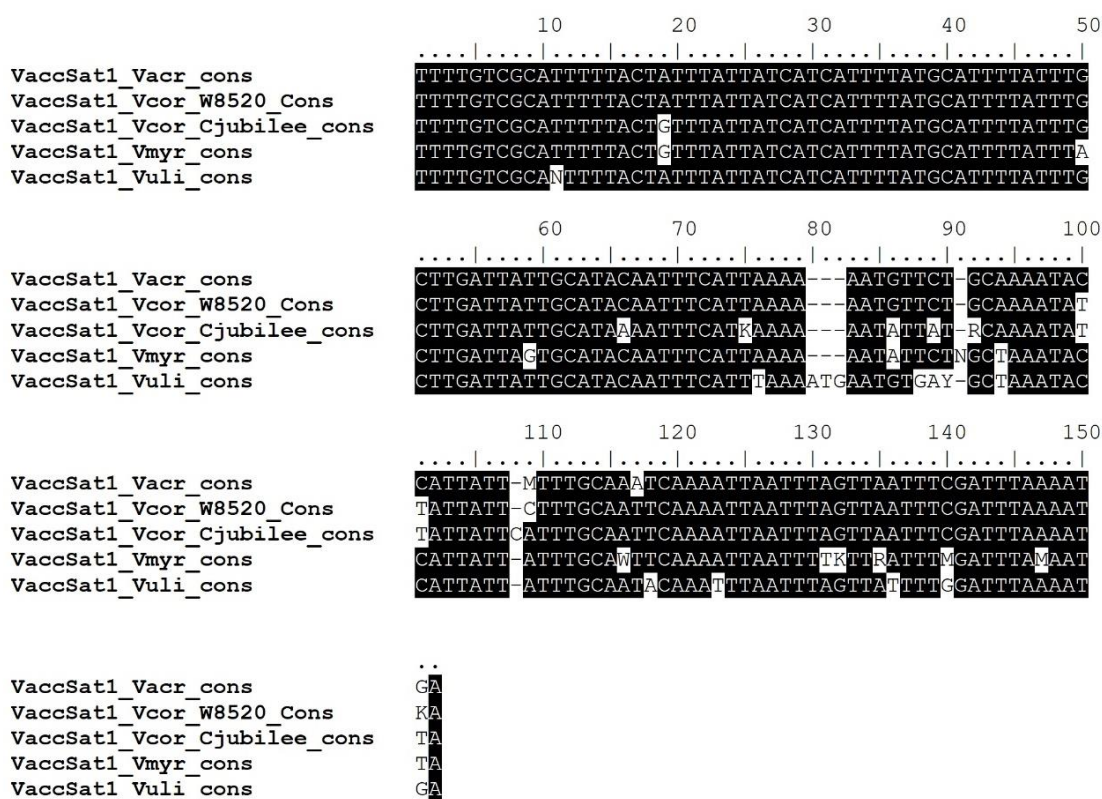 10 20 30 40 50
....|....|....|....|....|....|....|....|....|....|
VaccSat1_Vacr_cons TTTTGTCGCATTTTTACTATTTATTATCATCATTTTATGCATTTTATTTG
VaccSat1_Vcor_W8520_Cons TTTTGTCGCATTTTTACTATTTATTATCATCATTTTATGCATTTTATTTG
VaccSat1_Vcor_Cjubilee_cons TTTTGTCGCATTTTTACTGTTTATTATCATCATTTTATGCATTTTATTTG
VaccSat1_Vmyr_cons TTTTGTCGCATTTTTACTGTTTATTATCATCATTTTATGCATTTTATTTA
VaccSat1_Vuli_cons TTTTGTCGCANTTTTACTATTTATTATCATCATTTTATGCATTTTATTTG
60 70 80 90 100
....|....|....|....|....|....|....|....|....|....|
VaccSat1_Vacr_cons CTTGATTATTGCATACAATTTCATTAAAA---AATGTTCT-GCAAAATAC
VaccSat1_Vcor_W8520_Cons CTTGATTATTGCATACAATTTCATTAAAA---AATGTTCT-GCAAAATAT
VaccSat1_Vcor_Cjubilee_cons CTTGATTATTGCATAAAATTTCATKAAAA---AATATTAT-RCAAAATAT
VaccSat1_Vmyr_cons CTTGATTAGTGCATACAATTTCATTAAAA---AATATTCTNGCTAAATAC
VaccSat1_Vuli_cons CTTGATTATTGCATACAATTTCATTTAAAATGAATGTGAY-GCTAAATAC
110 120 130 140 150
....|....|....|....|....|....|....|....|....|....|
VaccSat1_Vacr_cons CATTATT-MTTTGCAAATCAAAATTAATTTAGTTAATTTCGATTTAAAAT
VaccSat1_Vcor_W8520_Cons TATTATT-CTTTGCAATTCAAAATTAATTTAGTTAATTTCGATTTAAAAT
VaccSat1_Vcor_Cjubilee_cons TATTATTCATTTGCAATTCAAAATTAATTTAGTTAATTTCGATTTAAAAT
VaccSat1_Vmyr_cons CATTATT-ATTTGCAWTTCAAAATTAATTTTKTTRATTTMGATTTAMAAT
VaccSat1_Vuli_cons CATTATT-ATTTGCAATACAAATTTAATTTAGTTATTTTGGATTTAAAAT
..
VaccSat1_Vacr_cons GA
VaccSat1_Vcor_W8520_Cons KA
VaccSat1_Vcor_Cjubilee_cons TA
VaccSat1_Vmyr_cons TA
VaccSat1_Vuli_cons GA